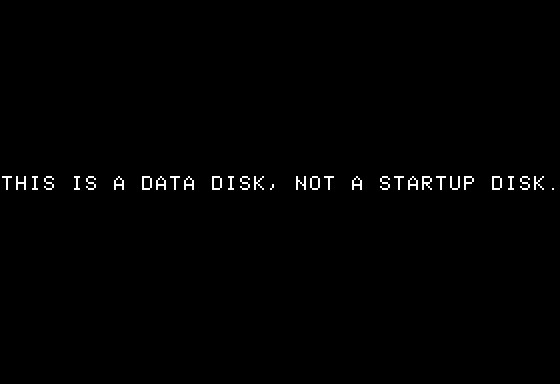 THIS IS A DATA DISK, NOT A STARTUP DISK.